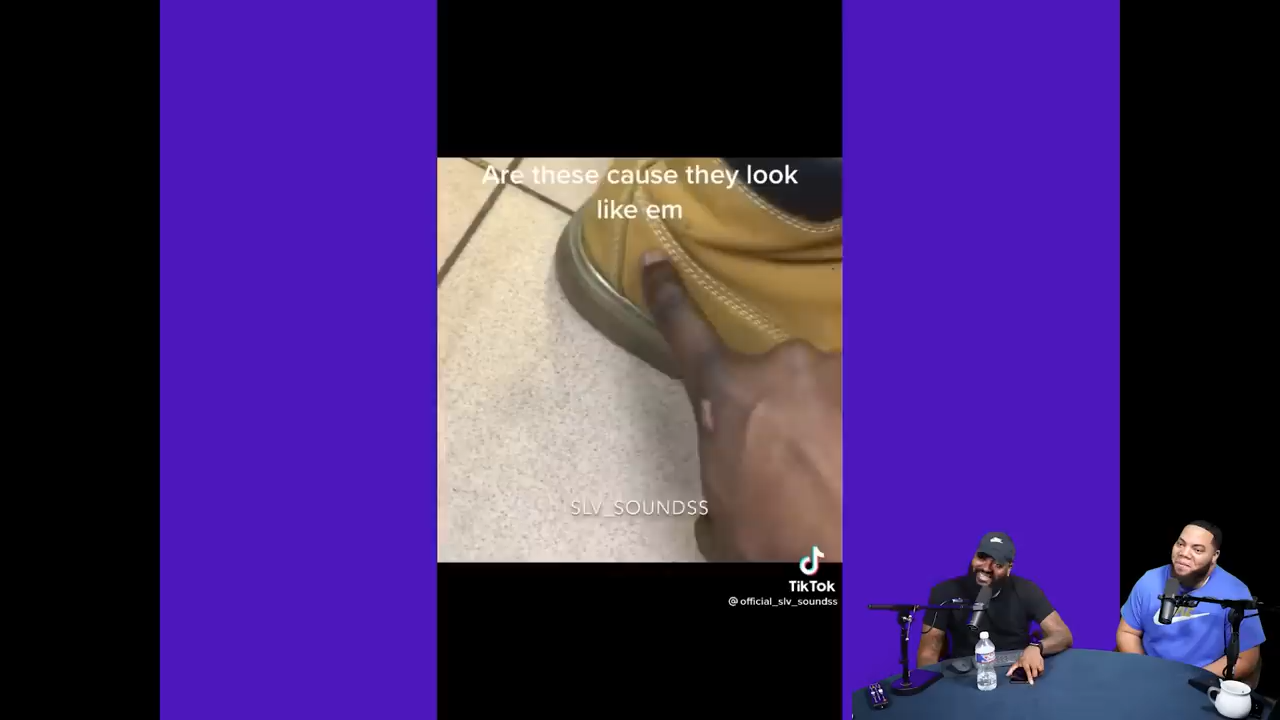 Are these cause they look
like em
SLV_SOUNDSS
TikTok
@official_slv_soundss